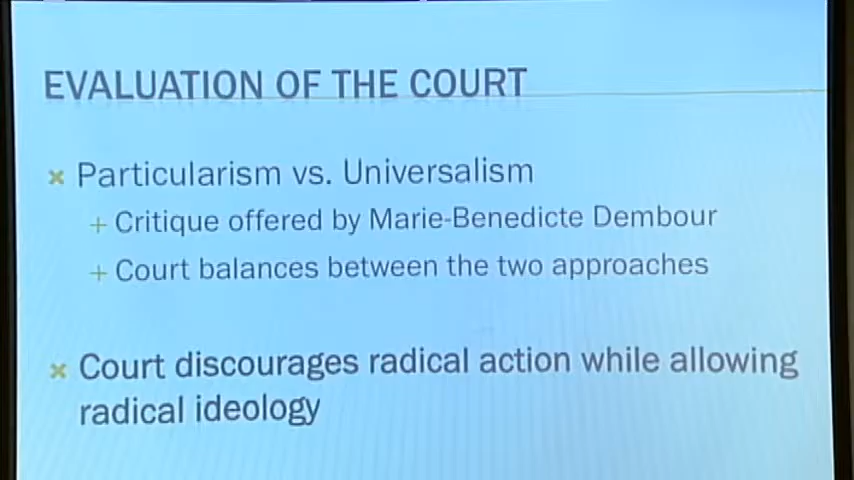 EVALUATION OF THE COURT
Particularism vs. Universalism
Critique offered by Marie-Benedicte Dembour
Court balances between the two approaches
Court discourages radical action while allowing
radical ideology